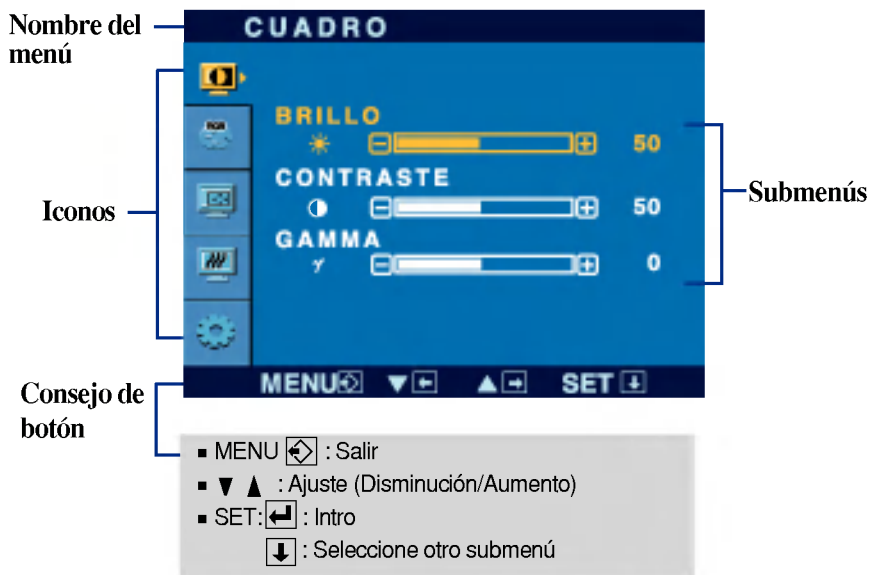 Nombre del
menú
CUADRO
BRILLO
50
CONTRASTE
50
GAMMA
0
Iconos
Submenús
MENU ▼ ▲ SET
Consejo de
botón
▪ MENU : Salir
▪ ▼ ▲ : Ajuste (Disminución/Aumento)
▪ SET: : Intro
: Seleccione otro submenú